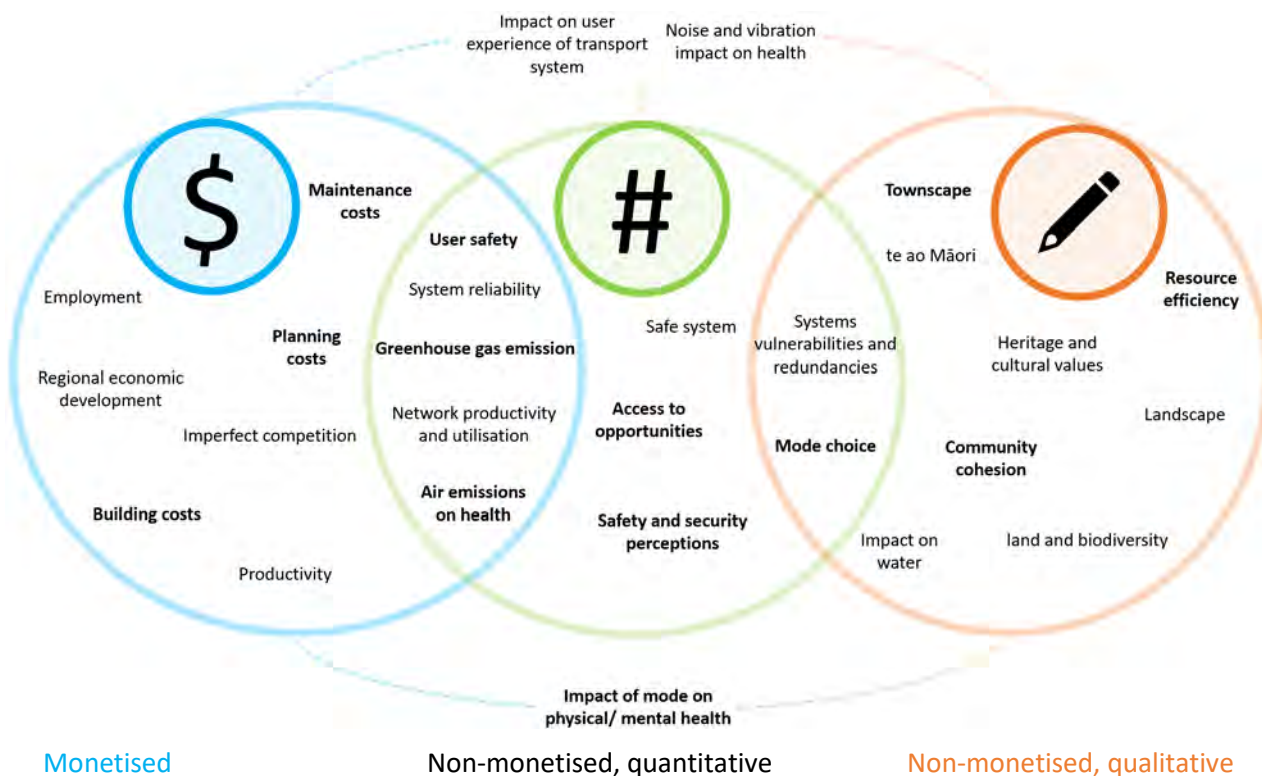 Impact on user
experience of transport
system
Noise and vibration
impact on health
$
#
Maintenance
costs
Employment
Planning
costs
Regional economic
development
Imperfect competition
Building costs
Productivity
User safety
System reliability
Greenhouse gas emission
Network productivity
and utilisation
Air emissions
on health
Safe system
Access to
opportunities
Safety and security
perceptions
Systems
vulnerabilities and
redundancies
Mode choice
Townscape
te ao Māori
Resource
efficiency
Heritage and
cultural values
Landscape
Community
cohesion
Impact on
water
land and biodiversity
Impact of mode on
physical/ mental health
Monetised
Non-monetised, quantitative
Non-monetised, qualitative